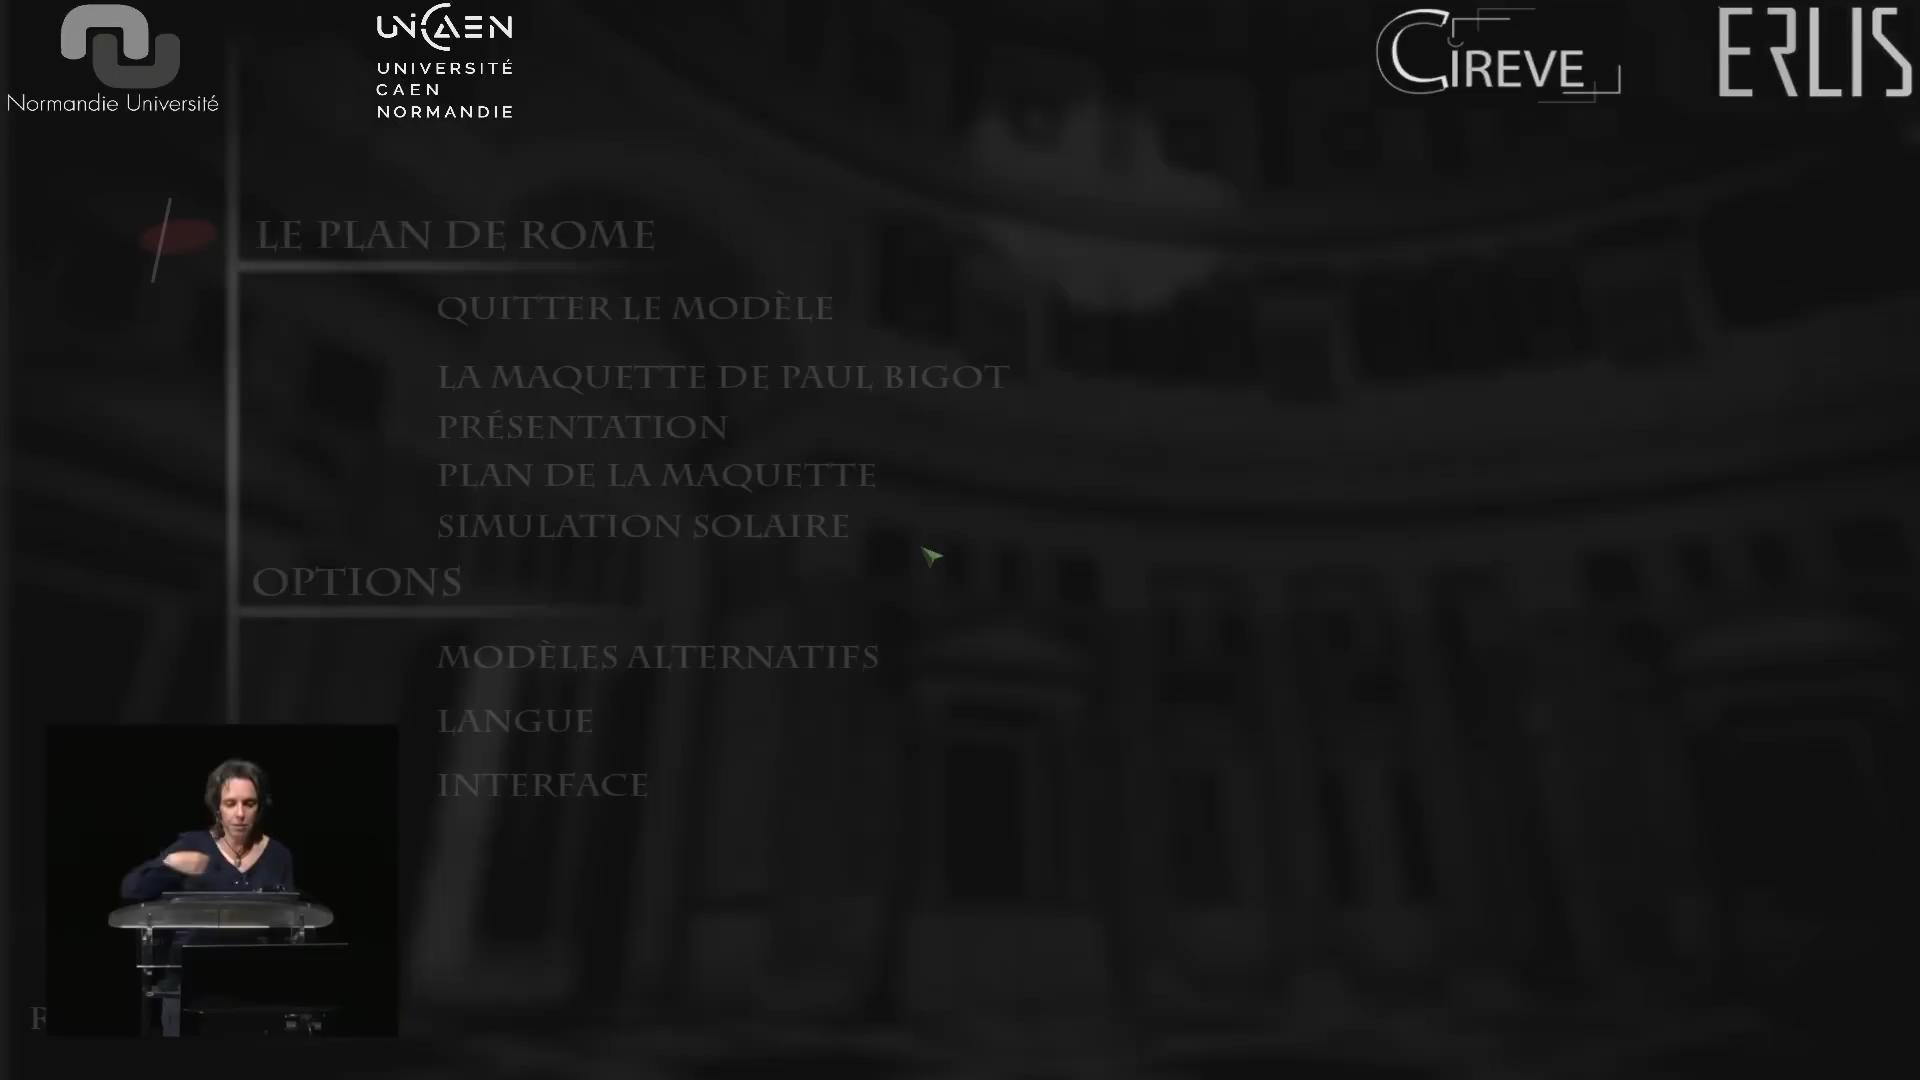 Normandie Université
UNICAEN
UNIVERSITÉ
CAEN
NORMANDIE
CIREVE
ERLIS
LE PLAN DE ROME
QUITTER LE MODÈLE
LA MAQUETTE DE PAUL BIGOT
PRÉSENTATION
PLAN DE LA MAQUETTE
SIMULATION SOLAIRE
OPTIONS
MODÈLES ALTERNATIFS
LANGUE
INTERFACE